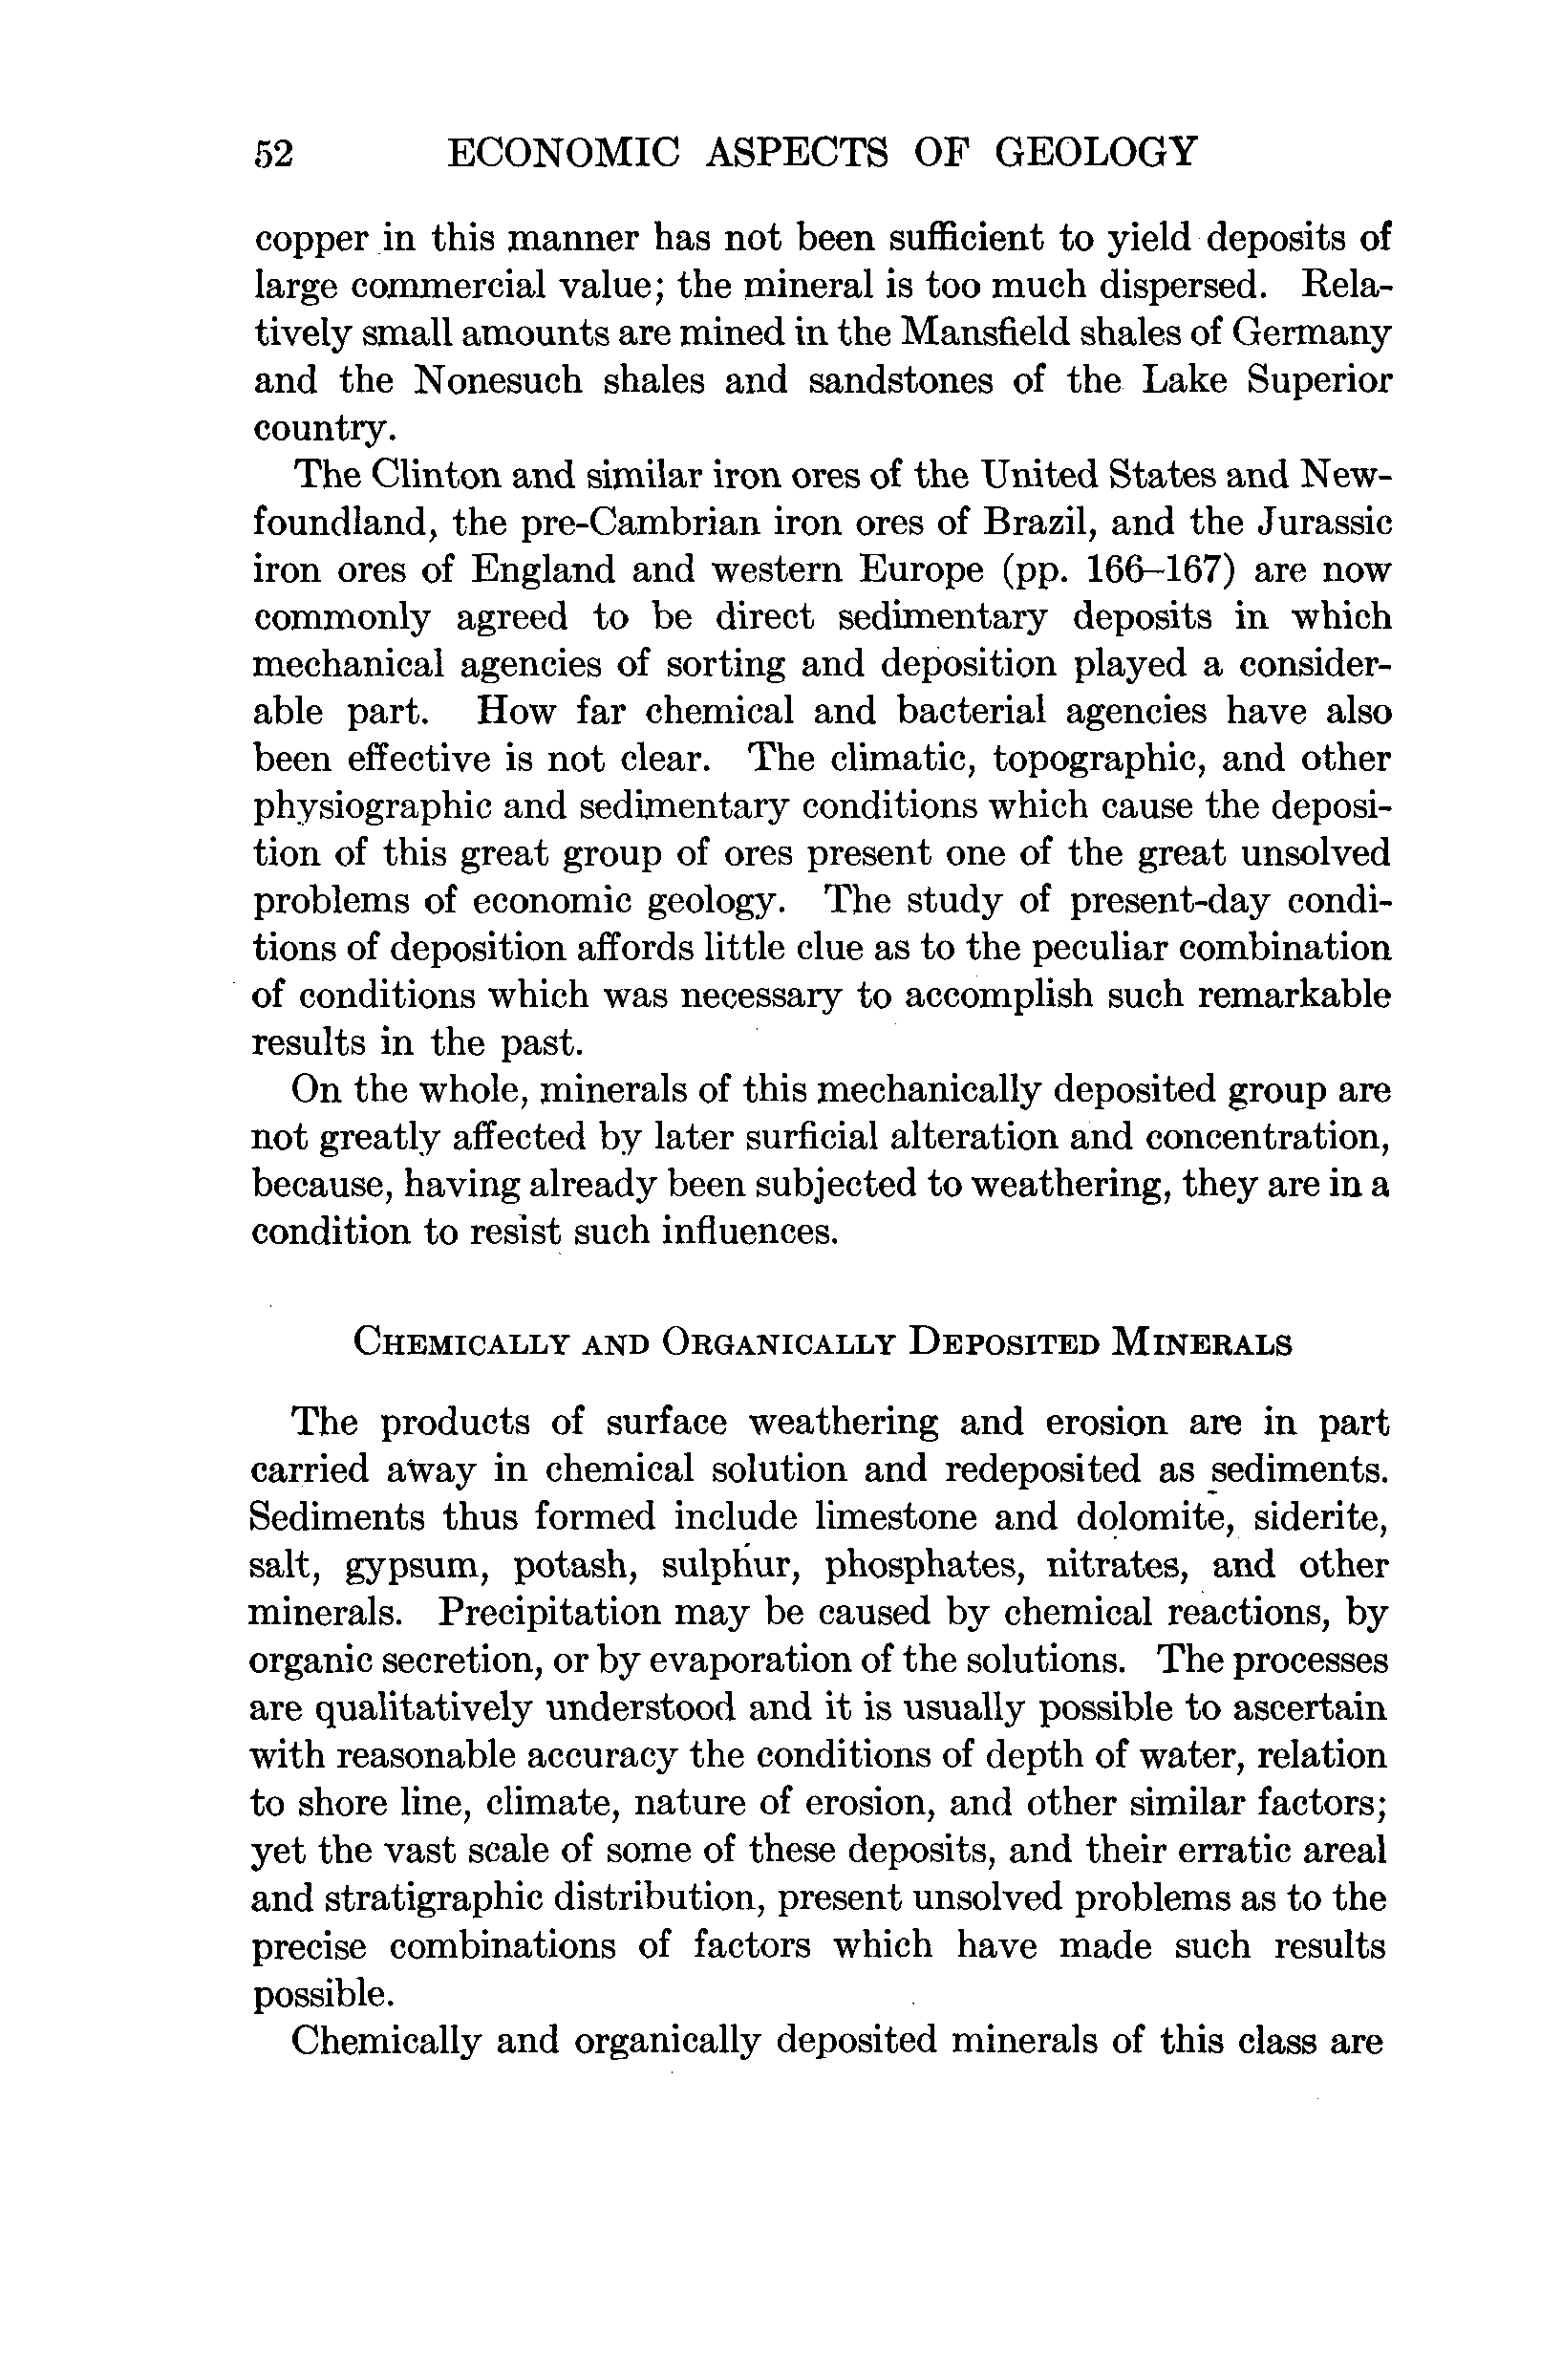 52 ECONOMIC ASPECTS OF GEOLOGY
copper in this manner has not been sufficient to yield deposits of
large commercial value; the mineral is too much dispersed. Rela-
tively small amounts are mined in the Mansfield shales of Germany
and the Nonesuch shales and sandstones of the Lake Superior
country.
The Clinton and similar iron ores of the United States and New-
foundland, the pre-Cambrian iron ores of Brazil, and the Jurassic
iron ores of England and western Europe (pp. 166–167) are now
commonly agreed to be direct sedimentary deposits in which
mechanical agencies of sorting and deposition played a consider-
able part. How far chemical and bacterial agencies have also
been effective is not clear. The climatic, topographic, and other
physiographic and sedimentary conditions which cause the deposi-
tion of this great group of ores present one of the great unsolved
problems of economic geology. The study of present-day condi-
tions of deposition affords little clue as to the peculiar combination
of conditions which was necessary to accomplish such remarkable
results in the past.
On the whole, minerals of this mechanically deposited group are
not greatly affected by later surficial alteration and concentration,
because, having already been subjected to weathering, they are in a
condition to resist such influences.
CHEMICALLY AND ORGANICALLY DEPOSITED MINERALS
The products of surface weathering and erosion are in part
carried away in chemical solution and redeposited as sediments.
Sediments thus formed include limestone and dolomite, siderite,
salt, gypsum, potash, sulphur, phosphates, nitrates, and other
minerals. Precipitation may be caused by chemical reactions, by
organic secretion, or by evaporation of the solutions. The processes
are qualitatively understood and it is usually possible to ascertain
with reasonable accuracy the conditions of depth of water, relation
to shore line, climate, nature of erosion, and other similar factors;
yet the vast scale of some of these deposits, and their erratic areal
and stratigraphic distribution, present unsolved problems as to the
precise combinations of factors which have made such results
possible.
Chemically and organically deposited minerals of this class are